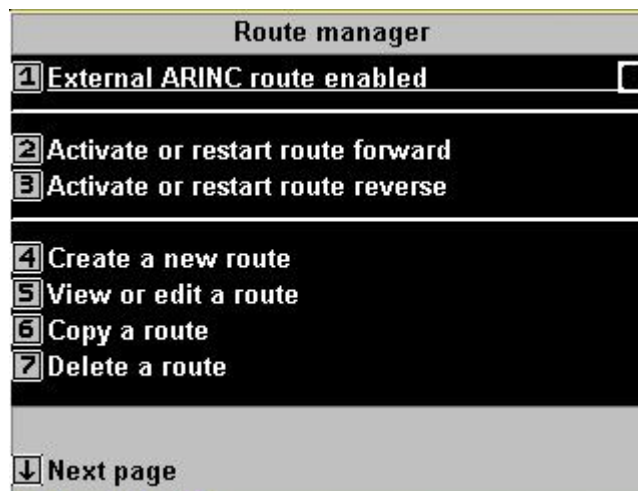 Route manager
1 External ARINC route enabled
2 Activate or restart route forward
3 Activate or restart route reverse
4 Create a new route
5 View or edit a route
6 Copy a route
7 Delete a route
↓ Next page